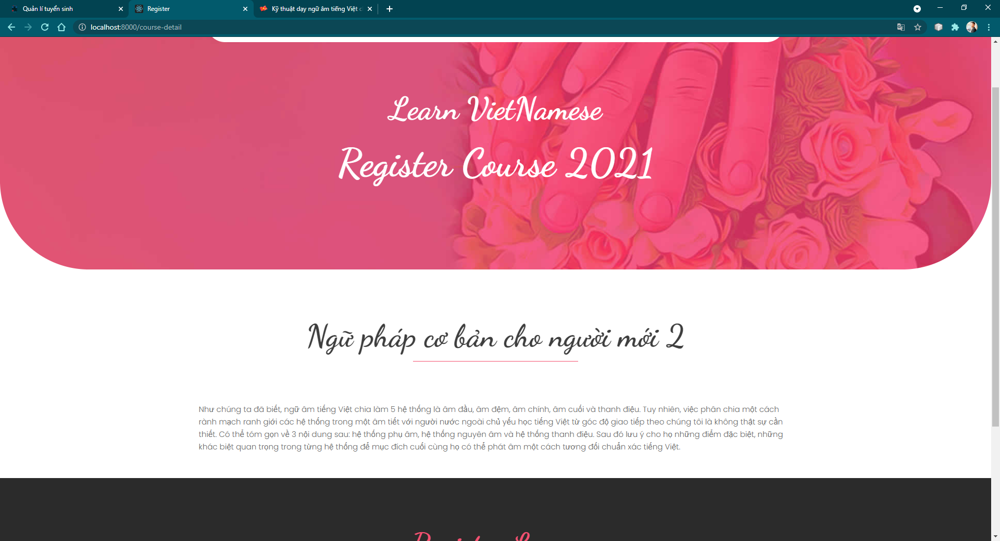 Quản lí tuyển sinh
Register
Kỹ thuật dạy ngữ âm tiếng Việt c
localhost:8000/course-detail
Learn VietNamese
Register Course 2021
Ngữ pháp cơ bản cho người mới 2
Như chúng ta đã biết, ngữ âm tiếng Việt chia làm 5 hệ thống là âm đầu, âm đệm, âm chính, âm cuối và thanh điệu. Tuy nhiên, việc phân chia một cách
rành mạch ranh giới các hệ thống trong một âm tiết với người nước ngoài chủ yếu học tiếng Việt từ góc độ giao tiếp theo chúng tôi là không thật sự cần
thiết. Có thể tóm gọn về 3 nội dung sau: hệ thống phụ âm, hệ thống nguyên âm và hệ thống thanh điệu. Sau đó lưu ý cho họ những điểm đặc biệt, những
khác biệt quan trọng trong từng hệ thống để mục đích cuối cùng họ có thể phát âm một cách tương đối chuẩn xác tiếng Việt.